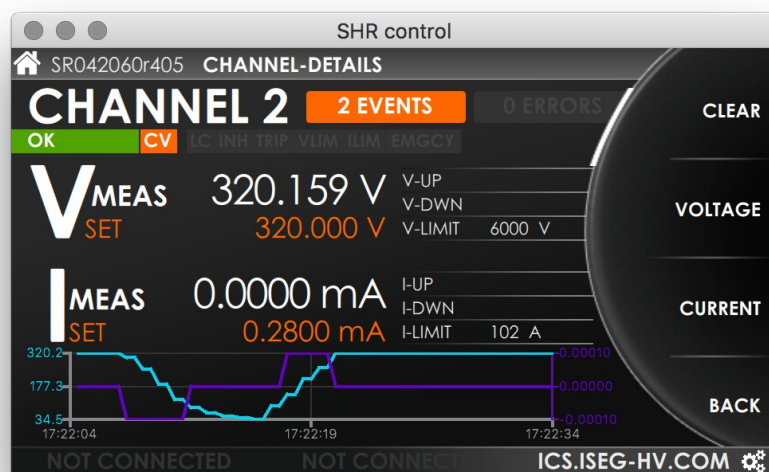 SHR control
SR042060r405 CHANNEL-DETAILS
CHANNEL 2 2 EVENTS 0 ERRORS
OK CV LC INH TRIP VLIM ILIM EMGCY
CLEAR
VOLTAGE
CURRENT
BACK
V MEAS 320.159 V
SET 320.000 V
V-UP
V-DWN
V-LIMIT 6000 V
I MEAS 0.0000 mA
SET 0.2800 mA
I-UP
I-DWN
I-LIMIT 102 A
320.2 0.00010
177.3 0.00000
34.5 -0.00010
17:22:04 17:22:19 17:22:34
NOT CONNECTED NOT CONNECTED ICS.ISEG-HV.COM